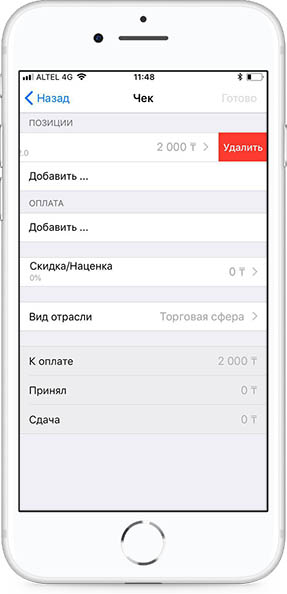 ALTEL 4G 11:48
Назад Чек Готово
ПОЗИЦИИ
2.0 2 000 ₸ Удалить
Добавить ...
ОПЛАТА
Добавить ...
Скидка/Наценка 0 ₸
0%
Вид отрасли Торговая сфера
К оплате 2 000 ₸
Принял 0 ₸
Сдача 0 ₸